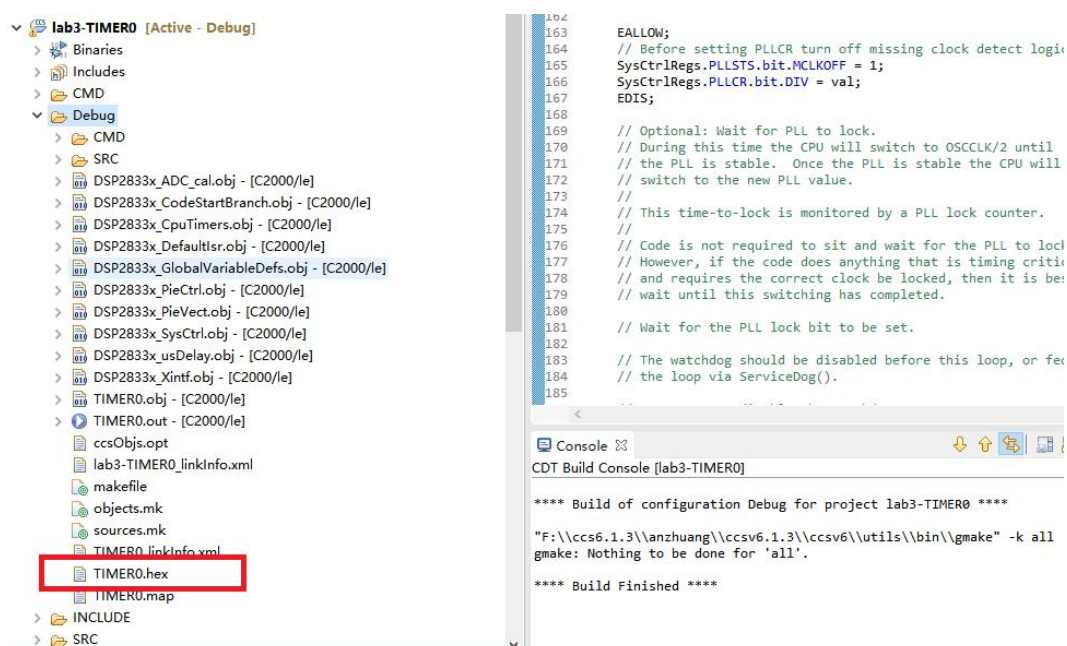 lab3-TIMER0 [Active - Debug]
Binaries
Includes
CMD
Debug
CMD
SRC
DSP2833x_ADC_cal.obj - [C2000/le]
DSP2833x_CodeStartBranch.obj - [C2000/le]
DSP2833x_CpuTimers.obj - [C2000/le]
DSP2833x_DefaultIsr.obj - [C2000/le]
DSP2833x_GlobalVariableDefs.obj - [C2000/le]
DSP2833x_PieCtrl.obj - [C2000/le]
DSP2833x_PieVect.obj - [C2000/le]
DSP2833x_SysCtrl.obj - [C2000/le]
DSP2833x_usDelay.obj - [C2000/le]
DSP2833x_Xintf.obj - [C2000/le]
TIMER0.obj - [C2000/le]
TIMER0.out - [C2000/le]
ccsObjs.opt
lab3-TIMER0_linkInfo.xml
makefile
objects.mk
sources.mk
TIMER0_linkInfo.xml
TIMER0.hex
TIMER0.map
INCLUDE
SRC
162
163 EALLOW;
164 // Before setting PLLCR turn off missing clock detect logic
165 SysCtrlRegs.PLLSTS.bit.MCLKOFF = 1;
166 SysCtrlRegs.PLLCR.bit.DIV = val;
167 EDIS;
168
169 // Optional: Wait for PLL to lock.
170 // During this time the CPU will switch to OSCCLK/2 until
171 // the PLL is stable.  Once the PLL is stable the CPU will
172 // switch to the new PLL value.
173 //
174 // This time-to-lock is monitored by a PLL lock counter.
175 //
176 // Code is not required to sit and wait for the PLL to lock
177 // However, if the code does anything that is timing critic
178 // and requires the correct clock be locked, then it is bes
179 // wait until this switching has completed.
180
181 // Wait for the PLL lock bit to be set.
182
183 // The watchdog should be disabled before this loop, or fed
184 // the loop via ServiceDog().
185
Console
CDT Build Console [lab3-TIMER0]
**** Build of configuration Debug for project lab3-TIMER0 ****
"F:\\ccs6.1.3\\anzhuang\\ccsv6.1.3\\ccsv6\\utils\\bin\\gmake" -k all
gmake: Nothing to be done for 'all'.
**** Build Finished ****